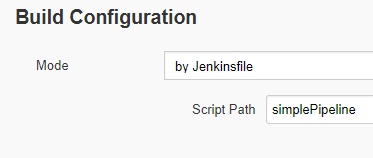 Build Configuration
Mode
by Jenkinsfile
Script Path
simplePipeline